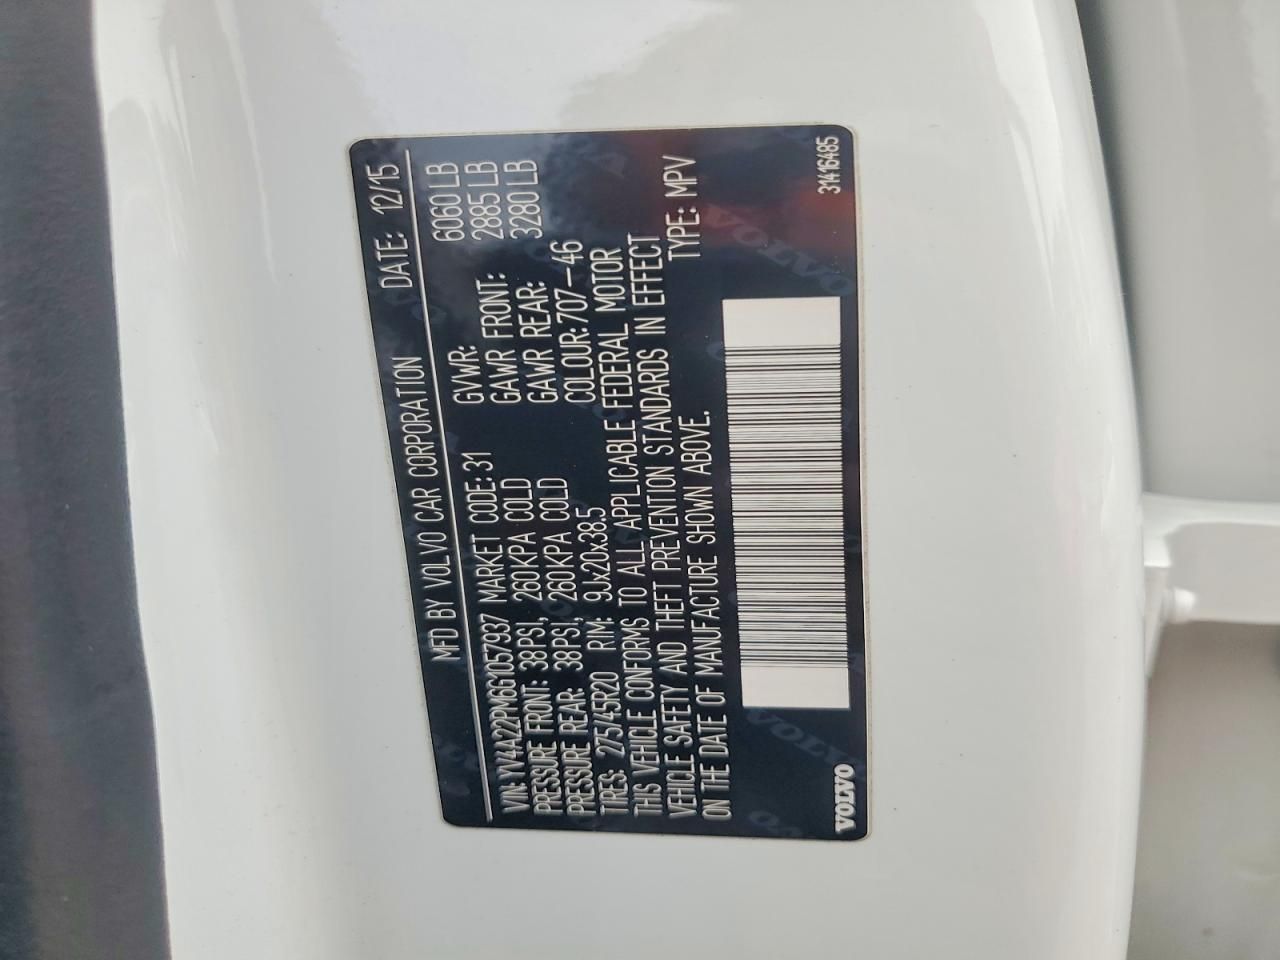 MFD BY VOLVO CAR CORPORATION DATE: 12/15
VIN: YV4A22PM6G1057937 MARKET CODE: 31 GVWR: 6060 LB
PRESSURE FRONT: 38PSI, 260KPA COLD GAWR FRONT: 2885 LB
PRESSURE REAR: 38PSI, 260KPA COLD GAWR REAR: 3280 LB
TIRES: 275/45R20 RIM: 9Jx20x38.5 COLOUR: 707-46
THIS VEHICLE CONFORMS TO ALL APPLICABLE FEDERAL MOTOR
VEHICLE SAFETY AND THEFT PREVENTION STANDARDS IN EFFECT
ON THE DATE OF MANUFACTURE SHOWN ABOVE. TYPE: MPV
VOLVO 31416485